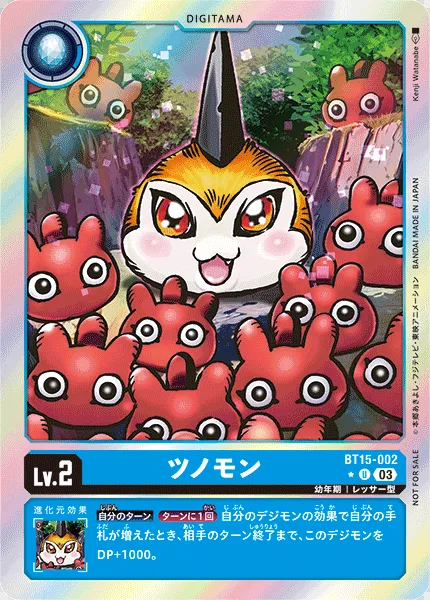 DIGITAMA
Kenji Watanabe
©本郷あきよし・フジテレビ・東映アニメーション BANDAI MADE IN JAPAN
NOT FOR SALE
BT15-002
Lv.2
ツノモン
U 03
幼年期 | レッサー型
進化元効果
自分のターン ターンに1回 自分のデジモンの効果で自分の手
札が増えたとき、相手のターン終了まで、このデジモンを
DP+1000。